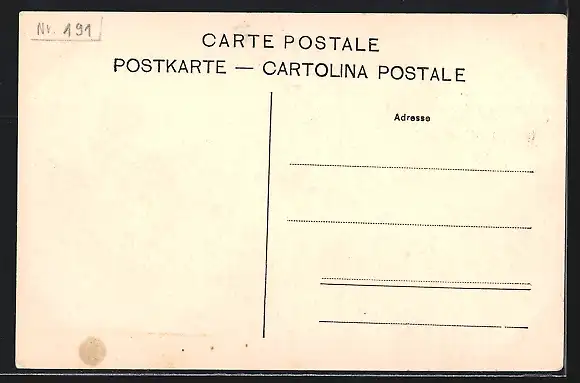 Nr. 191
CARTE POSTALE
POSTKARTE — CARTOLINA POSTALE
Adresse